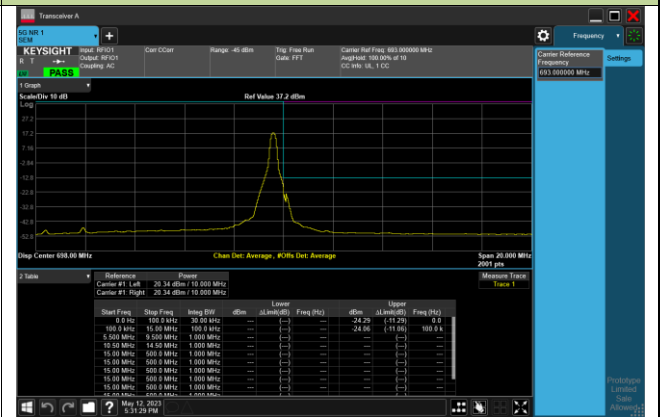 Transceiver A
5G NR 1
SEM
Frequency
KEYSIGHT
R T
LW
PASS
Input: RFIO1
Output: RFIO1
Coupling: AC
Corr CCorr
Range: -45 dBm
Trig: Free Run
Gate: FFT
Carrier Ref Freq: 693.000000 MHz
Avg|Hold: 100.00% of 10
CC Info: UL, 1 CC
Carrier Reference
Frequency
693.000000 MHz
Settings
1 Graph
Scale/Div 10 dB
Ref Value 37.2 dBm
Log
27.2
17.2
7.16
-2.84
-12.8
-22.8
-32.8
-42.8
-52.8
Disp Center 698.00 MHz
Chan Det: Average , #Offs Det: Average
Span 20.000 MHz
2001 pts
2 Table
Reference Power
Carrier #1: Left 20.34 dBm / 10.000 MHz
Carrier #1: Right 20.34 dBm / 10.000 MHz
Measure Trace
Trace 1
Lower Upper
Start Freq Stop Freq Integ BW dBm ΔLimit(dB) Freq (Hz) dBm ΔLimit(dB) Freq (Hz)
0.0 Hz 100.0 kHz 30.00 kHz --- (---) --- -24.29 (-11.29) 0.0
100.0 kHz 15.00 MHz 100.0 kHz --- (---) --- -24.06 (-11.06) 100.0 k
5.500 MHz 9.500 MHz 1.000 MHz --- (---) --- --- (---) ---
10.50 MHz 14.50 MHz 1.000 MHz --- (---) --- --- (---) ---
15.00 MHz 500.0 MHz 1.000 MHz --- (---) --- --- (---) ---
15.00 MHz 500.0 MHz 1.000 MHz --- (---) --- --- (---) ---
15.00 MHz 500.0 MHz 1.000 MHz --- (---) --- --- (---) ---
15.00 MHz 500.0 MHz 1.000 MHz --- (---) --- --- (---) ---
15.00 MHz 500.0 MHz 1.000 MHz --- (---) --- --- (---) ---
May 12, 2023
5:31:29 PM
Prototype
Limited
Sale
Allowed